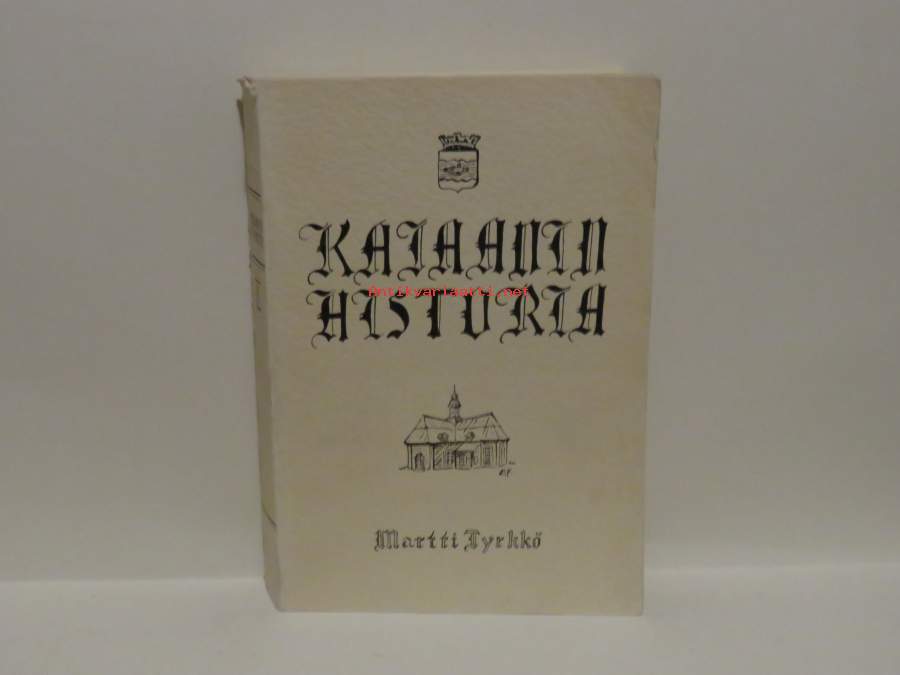 KAJAANIN
Antikvariaatti.net
HISTORIA
Martti Tyrkkö